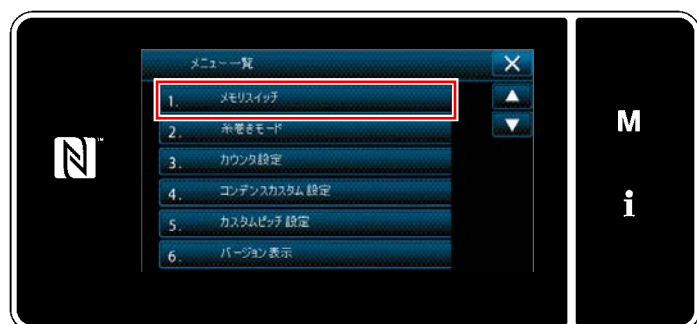 メニュー一覧
1. メモリスイッチ
2. 糸巻きモード
3. カウンタ設定
4. コンデンスカスタム設定
5. カスタムピッチ設定
6. バージョン表示
N
M
i